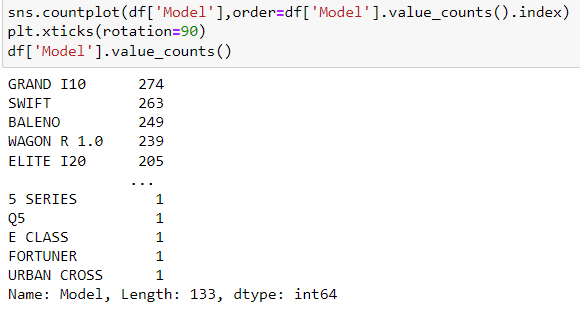 sns.countplot(df['Model'],order=df['Model'].value_counts().index)
plt.xticks(rotation=90)
df['Model'].value_counts()
GRAND I10      274
SWIFT          263
BALENO         249
WAGON R 1.0    239
ELITE I20      205
              ...
5 SERIES         1
Q5               1
E CLASS          1
FORTUNER         1
URBAN CROSS      1
Name: Model, Length: 133, dtype: int64